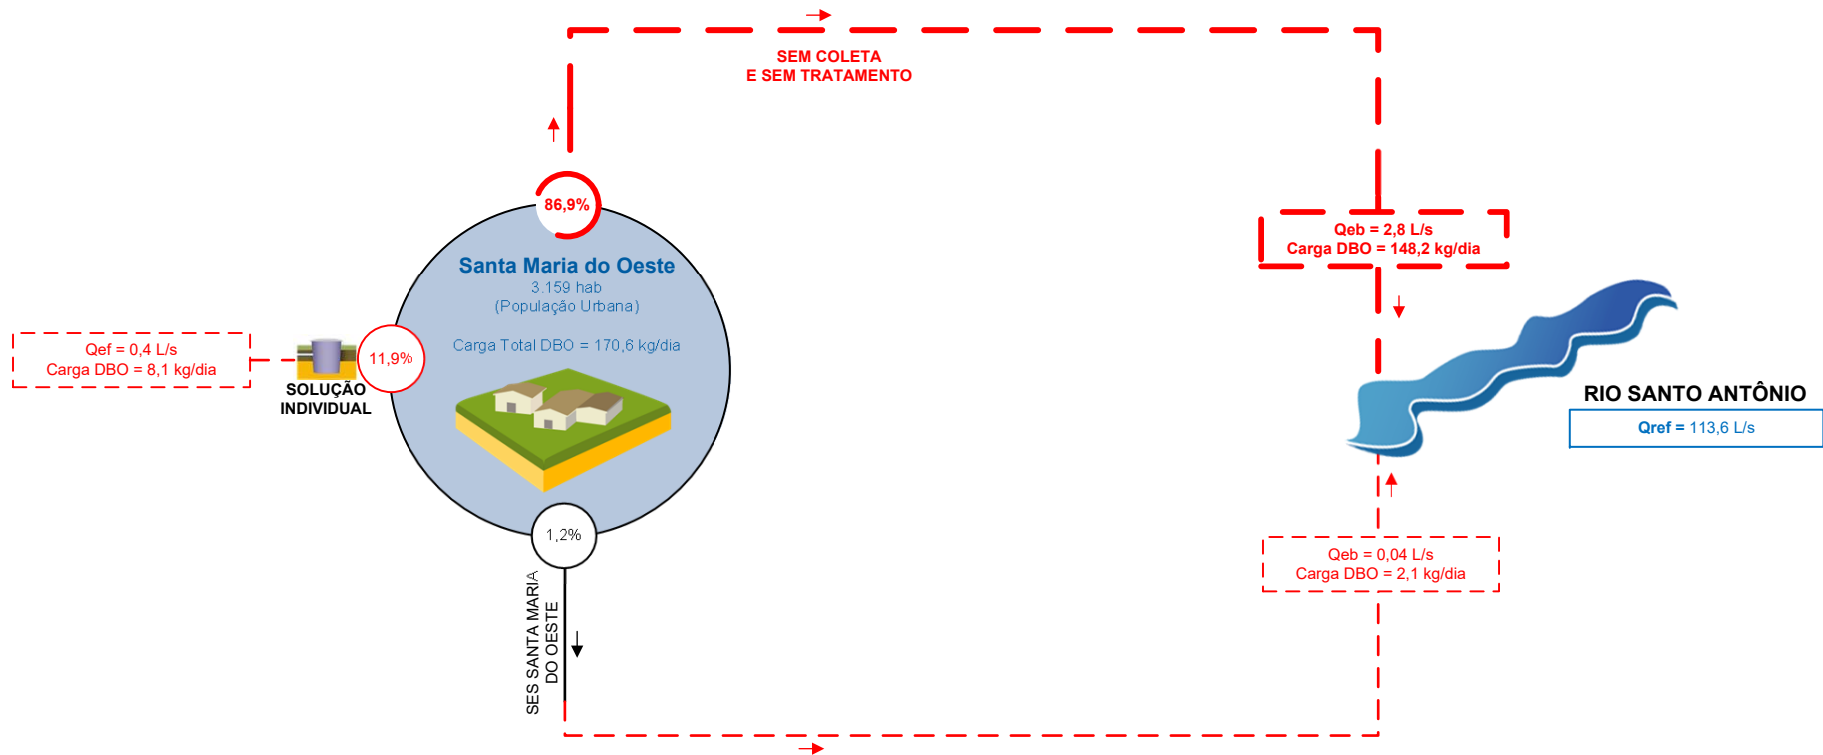 SEM COLETA
E SEM TRATAMENTO
86,9%
Qeb = 2,8 L/s
Carga DBO = 148,2 kg/dia
Santa Maria do Oeste
3.159 hab
(População Urbana)
Carga Total DBO = 170,6 kg/dia
Qef = 0,4 L/s
Carga DBO = 8,1 kg/dia
11,9%
SOLUÇÃO
INDIVIDUAL
RIO SANTO ANTÔNIO
Qref = 113,6 L/s
1,2%
Qeb = 0,04 L/s
Carga DBO = 2,1 kg/dia
SES SANTA MARIA
DO OESTE